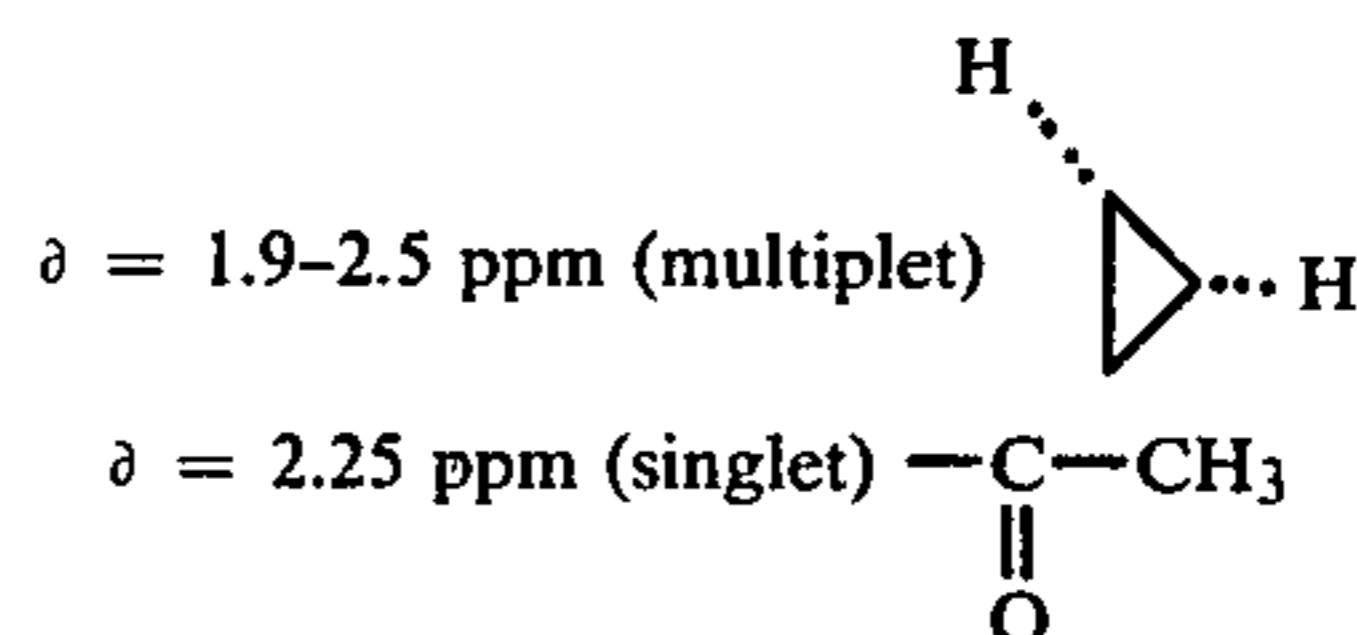 H
∂ = 1.9–2.5 ppm (multiplet) H
∂ = 2.25 ppm (singlet) —C—CH₃
O